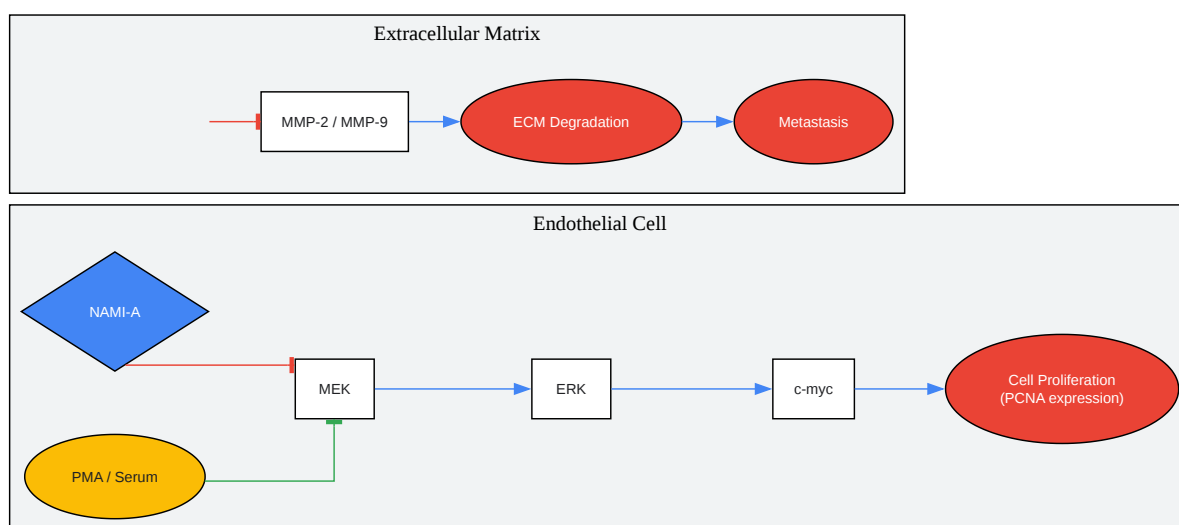 Extracellular Matrix
MMP-2 / MMP-9
ECM Degradation
Metastasis
Endothelial Cell
NAMI-A
MEK
ERK
c-myc
Cell Proliferation
(PCNA expression)
PMA / Serum